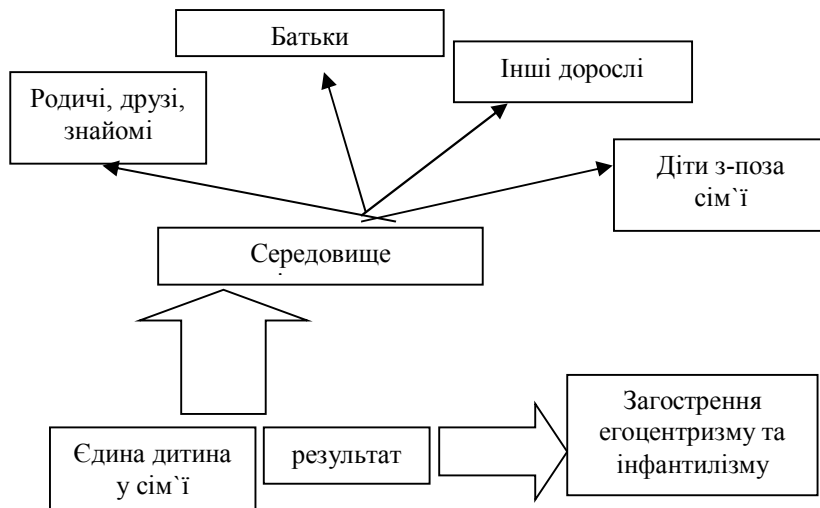 Батьки
Інші дорослі
Родичі, друзі,
знайомі
Діти з-поза
сім`ї
Середовище
Єдина дитина
у сім`ї
результат
Загострення
егоцентризму та
інфантилізму